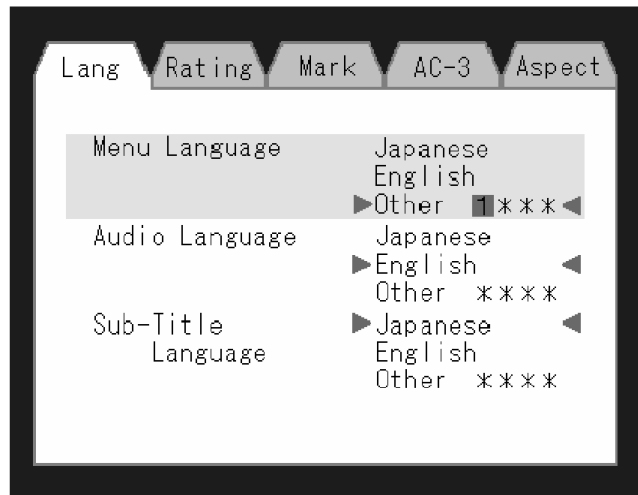 Lang Rating Mark AC-3 Aspect
Menu Language Japanese
English
▶Other 1***◀
Audio Language Japanese
▶English ◀
Other ****
Sub-Title ▶Japanese ◀
Language English
Other ****